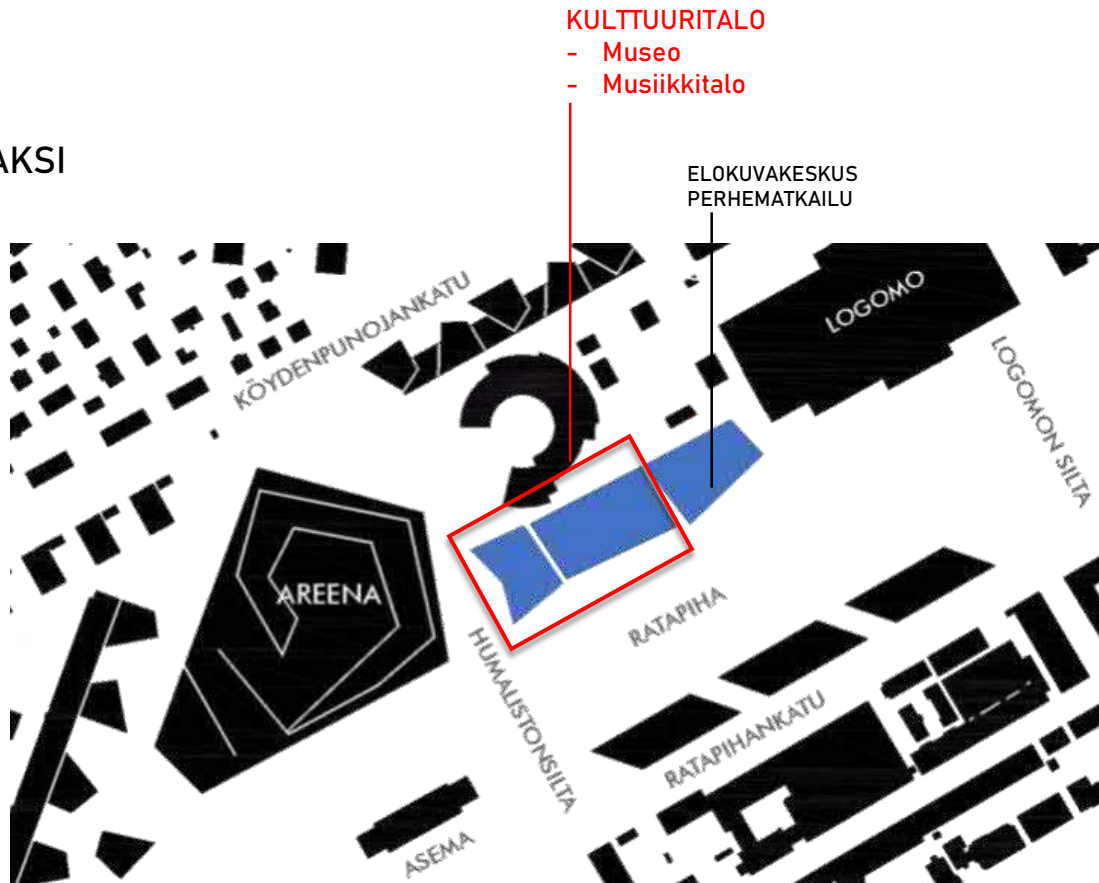 KULTTUURITALO
- Museo
- Musiikkitalo
AKSI
ELOKUVAKESKUS
PERHEMATKAILU
KÖYDENPUNOJANKATU
LOGOMO
LOGOMON SILTA
AREENA
RATAPIHA
HUMALISTONSILTA
RATAPIHANKATU
ASEMA